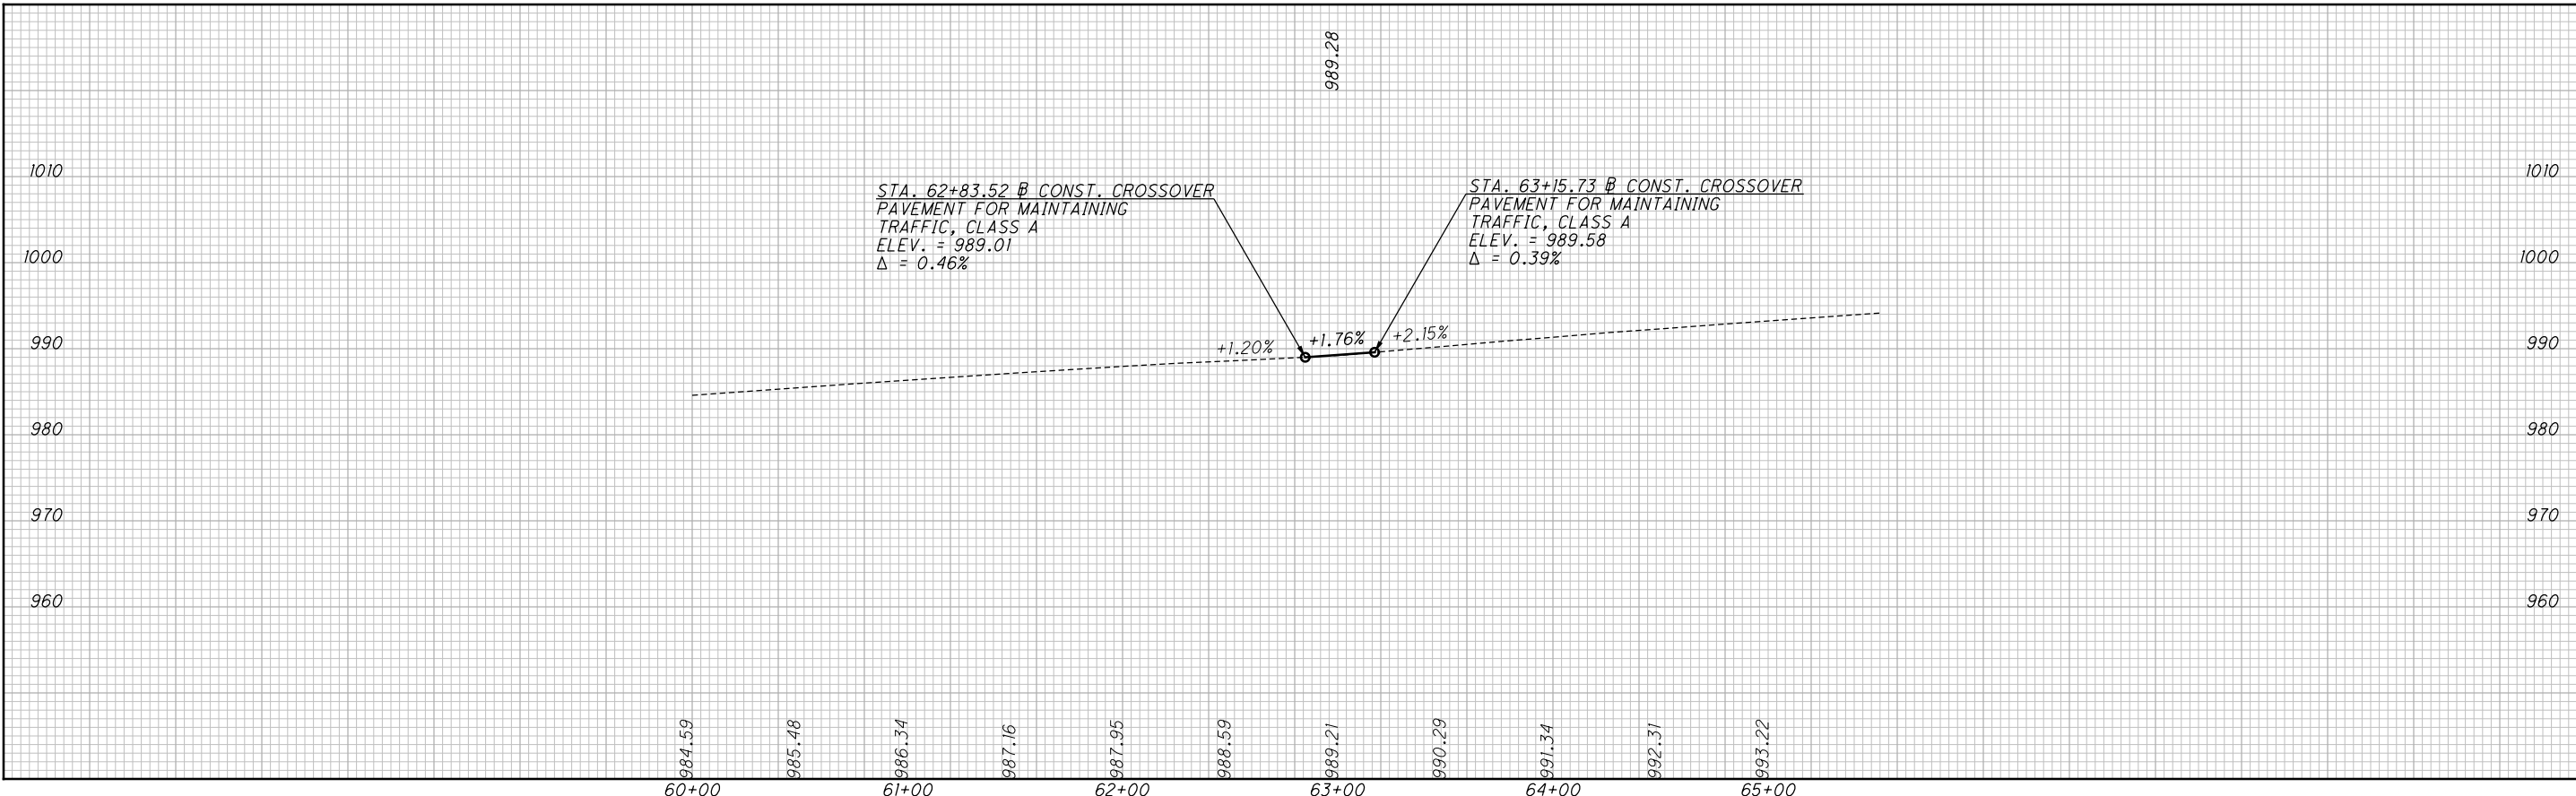 989.28
1010 1010
STA. 62+83.52 ⅊ CONST. CROSSOVER
PAVEMENT FOR MAINTAINING
TRAFFIC, CLASS A
ELEV. = 989.01
Δ = 0.46%
STA. 63+15.73 ⅊ CONST. CROSSOVER
PAVEMENT FOR MAINTAINING
TRAFFIC, CLASS A
ELEV. = 989.58
Δ = 0.39%
1000 1000
+1.20% +1.76% +2.15%
990 990
980 980
970 970
960 960
984.59 985.48 986.34 987.16 987.95 988.59 989.21 990.29 991.34 992.31 993.22
60+00 61+00 62+00 63+00 64+00 65+00